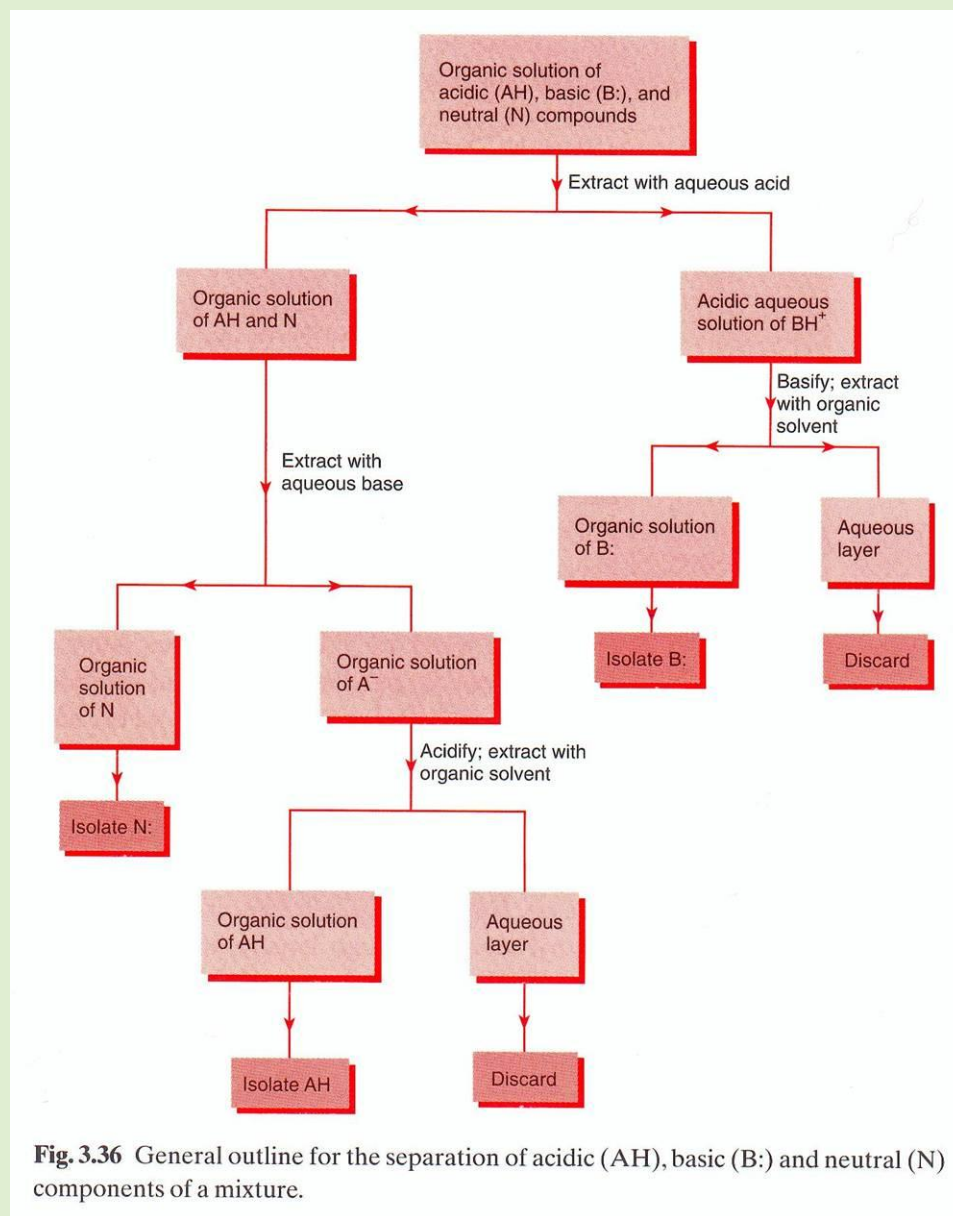 Organic solution of
acidic (AH), basic (B:), and
neutral (N) compounds
Extract with aqueous acid
Organic solution
of AH and N
Acidic aqueous
solution of BH⁺
Basify; extract
with organic
solvent
Extract with
aqueous base
Organic solution
of B:
Aqueous
layer
Isolate B:
Discard
Organic
solution
of N
Organic solution
of A⁻
Acidify; extract with
organic solvent
Isolate N:
Organic solution
of AH
Aqueous
layer
Isolate AH
Discard
Fig. 3.36 General outline for the separation of acidic (AH), basic (B:) and neutral (N)
components of a mixture.